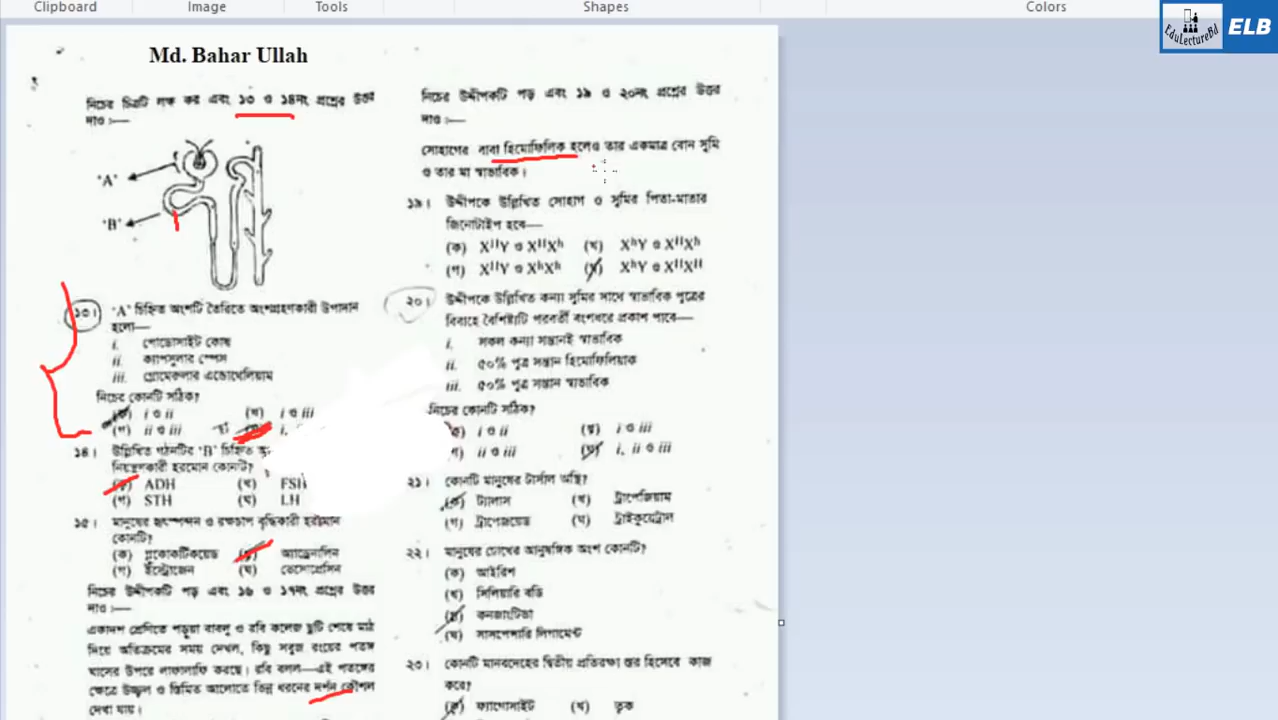 Clipboard
Image
Tools
Shapes
Colors
EduLectureBd
ELB
Md. Bahar Ullah
নিচের চিত্রটি লক্ষ কর এবং ১৩ ও ১৪নং প্রশ্নের উত্তর
দাও :—
'A'
'B'
১৩। 'A' চিহ্নিত অংশটি তৈরিতে অংশগ্রহণকারী উপাদান
হলো—
i. পোডোসাইট কোষ
ii. ক্যাপসুলার স্পেস
iii. গ্লোমেরুলার এন্ডোথেলিয়াম
নিচের কোনটি সঠিক?
i ও ii (খ) i ও iii
(গ) ii ও iii i,
১৪। উল্লিখিত গঠনটির 'B' চিহ্নিত
নিয়ন্ত্রণকারী হরমোন কোনটি?
ADH (খ) FSH
(গ) STH (ঘ) LH
১৫। মানুষের হৃৎস্পন্দন ও রক্তচাপ বৃদ্ধিকারী হরমোন
কোনটি?
(ক) গ্লুকোকর্টিকয়েড অ্যাড্রেনালিন
(গ) ইস্ট্রোজেন (ঘ) ভেসোপ্রেসিন
নিচের উদ্দীপকটি পড় এবং ১৬ ও ১৭নং প্রশ্নের উত্তর
দাও :—
একাদশ শ্রেণিতে পড়ুয়া বাবলু ও রবি কলেজ ছুটি শেষে মাঠ
দিয়ে অতিক্রমের সময় দেখল, কিছু সবুজ রংয়ের পতঙ্গ
ঘাসের উপরে লাফালাফি করছে। রবি বলল—এই পতঙ্গের
ক্ষেত্রে উজ্জ্বল ও স্তিমিত আলোতে ভিন্ন ধরনের দর্শন কৌশল
দেখা যায়।
নিচের উদ্দীপকটি পড় এবং ১৯ ও ২০নং প্রশ্নের উত্তর
দাও :—
সোহাগের বাবা হিমোফিলিক হলেও তার একমাত্র বোন সুমি
ও তার মা স্বাভাবিক।
১৯। উদ্দীপকে উল্লিখিত সোহাগ ও সুমির পিতা-মাতার
জিনোটাইপ হবে—
(ক) XᴴY ও XᴴXʰ (খ) XʰY ও XᴴXʰ
(গ) XᴴY ও XʰXʰ (ঘ) XʰY ও XᴴXᴴ
২০। উদ্দীপকে উল্লিখিত কন্যা সুমির সাথে স্বাভাবিক পুত্রের
বিবাহে বৈশিষ্ট্যটি পরবর্তী বংশধরে প্রকাশ পাবে—
i. সকল কন্যা সন্তানই স্বাভাবিক
ii. ৫০% পুত্র সন্তান হিমোফিলিয়াক
iii. ৫০% পুত্র সন্তান স্বাভাবিক
নিচের কোনটি সঠিক?
i ও ii (খ) i ও iii
ii ও iii (ঘ) i, ii ও iii
২১। কোনটি মানুষের টার্সাল অস্থি?
(ক) ট্যালাস (খ) ট্রাপেজিয়াম
(গ) ট্রাপেজয়েড (ঘ) ট্রাইকুয়েট্রাল
২২। মানুষের চোখের আনুষঙ্গিক অংশ কোনটি?
(ক) আইরিশ
(খ) সিলিয়ারি বডি
(গ) কনজাংটিভা
(ঘ) সাসপেন্সরি লিগামেন্ট
২৩। কোনটি মানবদেহের দ্বিতীয় প্রতিরক্ষা স্তর হিসেবে কাজ
করে?
(ক) ফ্যাগোসাইট (খ) ত্বক